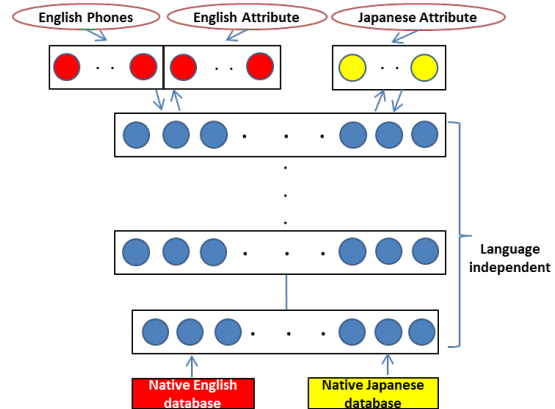 English Phones
English Attribute
Japanese Attribute
Language
independent
Native English
database
Native Japanese
database